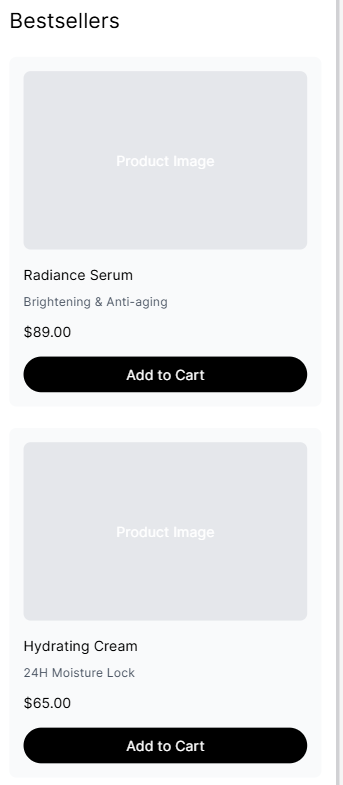 Bestsellers
Product Image
Radiance Serum
Brightening & Anti-aging
$89.00
Add to Cart
Product Image
Hydrating Cream
24H Moisture Lock
$65.00
Add to Cart